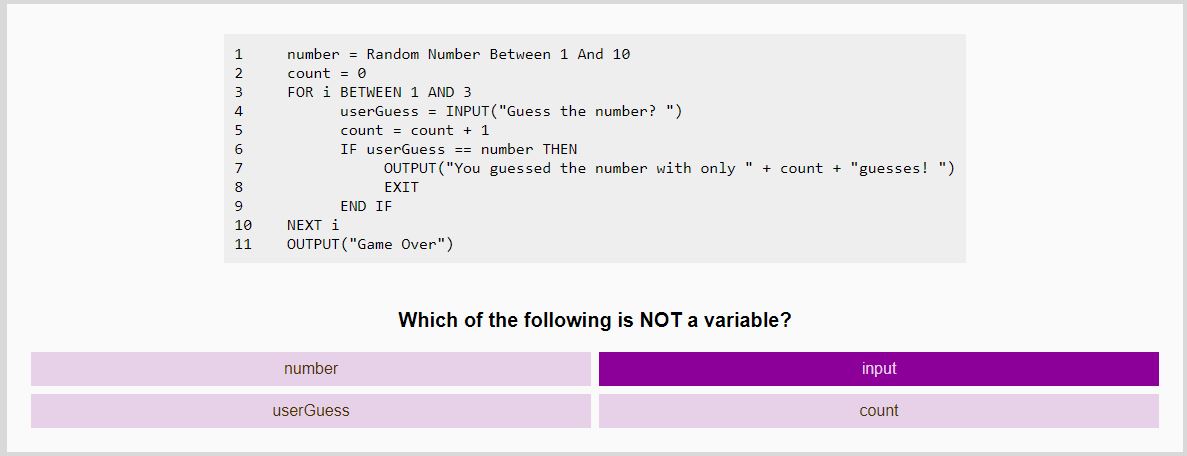 1 number = Random Number Between 1 And 10
2 count = 0
3 FOR i BETWEEN 1 AND 3
4 userGuess = INPUT("Guess the number? ")
5 count = count + 1
6 IF userGuess == number THEN
7 OUTPUT("You guessed the number with only " + count + "guesses! ")
8 EXIT
9 END IF
10 NEXT i
11 OUTPUT("Game Over")
Which of the following is NOT a variable?
number
input
userGuess
count